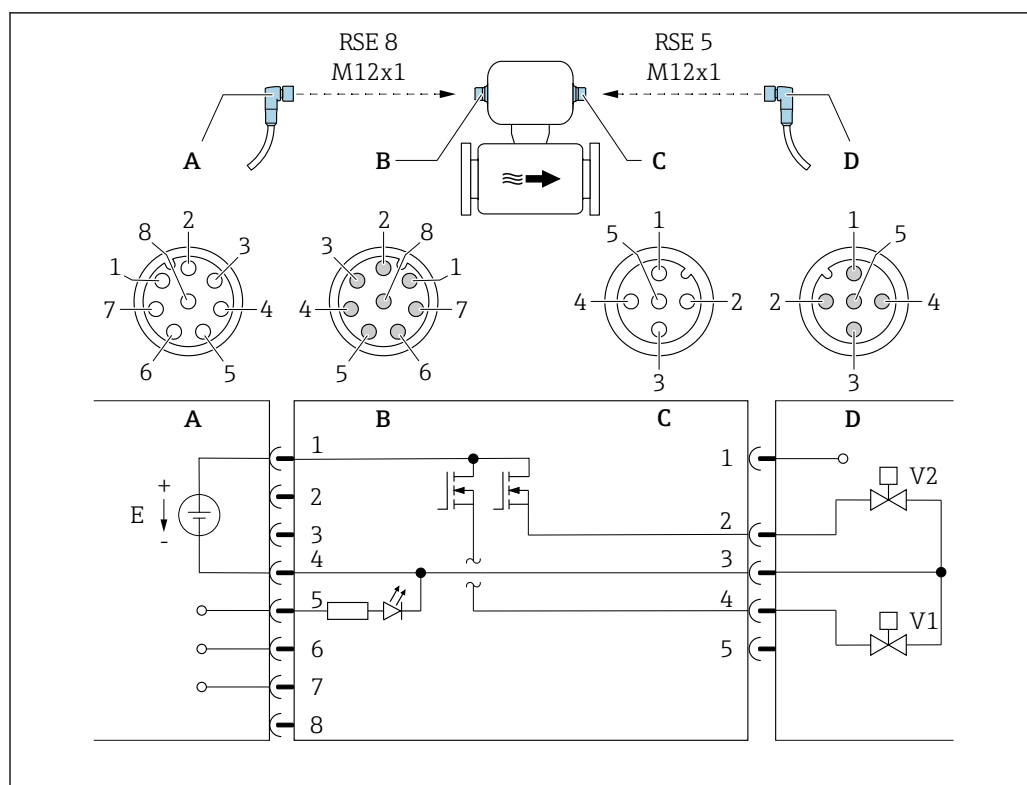 RSE 8 RSE 5
M12x1 M12x1
A B C D
8 2 3 2 8 5 1 1 5
1 3 1
7 4 4 7 4 2 2 4
6 5 5 6 3 3
A B C D
1 1
+ 2 V2
E 3 2
- 4 3
5 4 V1
6 5
7
8